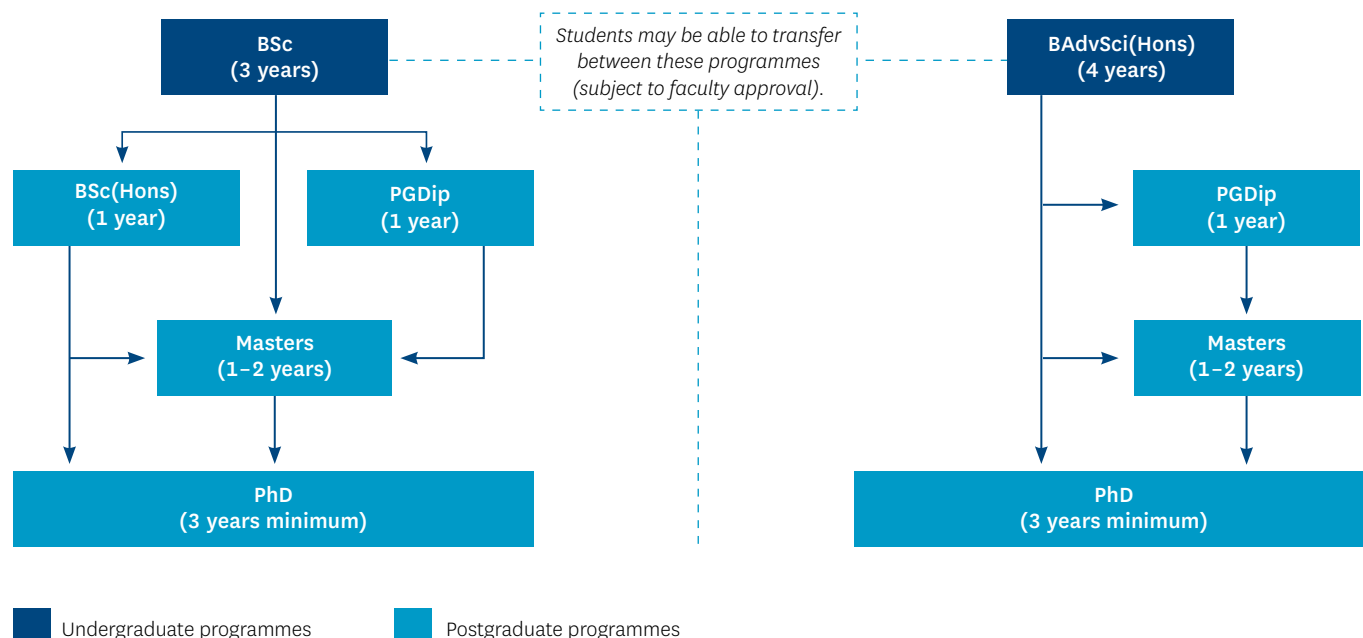 BSc
(3 years)
Students may be able to transfer
between these programmes
(subject to faculty approval).
BAdvSci(Hons)
(4 years)
BSc(Hons)
(1 year)
PGDip
(1 year)
PGDip
(1 year)
Masters
(1–2 years)
Masters
(1–2 years)
PhD
(3 years minimum)
PhD
(3 years minimum)
Undergraduate programmes
Postgraduate programmes